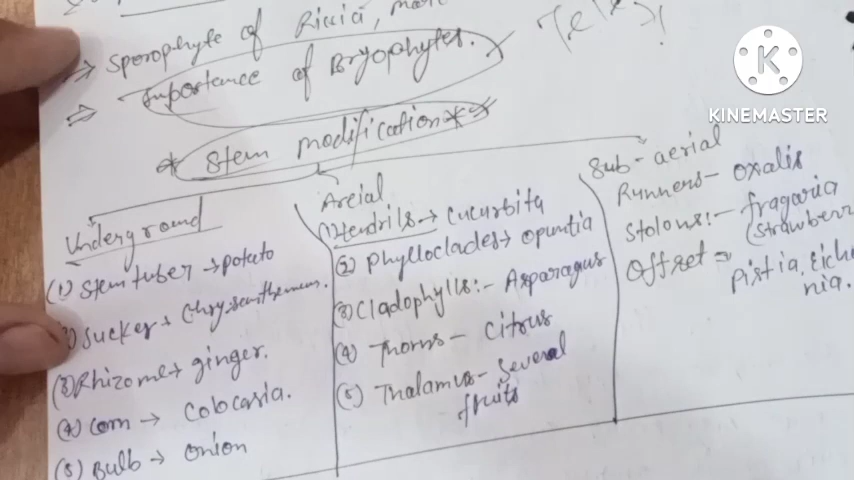 ⇒ Sporophyte of Riccia,
⇒ Importance of Bryophytes.
* Stem modification **
Underground
(1) Stem tuber → potato
(2) Sucker → Chrysanthemum.
(3) Rhizome → ginger.
(4) Corm → Colocasia.
(5) Bulb → onion
Areial
(1) tendrils → Cucurbita
(2) Phylloclades → opuntia
(3) Cladophylls:- Asparagus
(4) Thorns - Citrus
(5) Thalamus - Several
fruits
Sub-aerial
Runners - oxalis
Stolons:- fragaria
(Strawberr
Offset =
Pistia, Eich
nia.
K
KINEMASTER